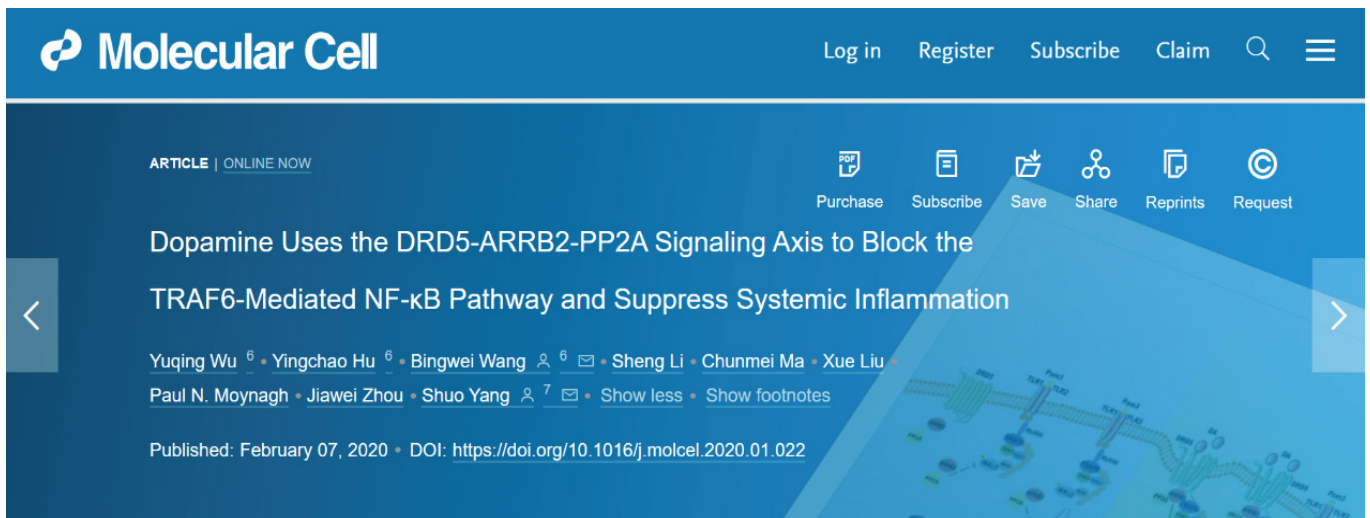 Molecular Cell
Log in Register Subscribe Claim
ARTICLE | ONLINE NOW
PDF
Purchase Subscribe Save Share Reprints Request
Dopamine Uses the DRD5-ARRB2-PP2A Signaling Axis to Block the
TRAF6-Mediated NF-κB Pathway and Suppress Systemic Inflammation
Yuqing Wu 6 • Yingchao Hu 6 • Bingwei Wang 6 • Sheng Li • Chunmei Ma • Xue Liu •
Paul N. Moynagh • Jiawei Zhou • Shuo Yang 7 • Show less • Show footnotes
Published: February 07, 2020 • DOI: https://doi.org/10.1016/j.molcel.2020.01.022